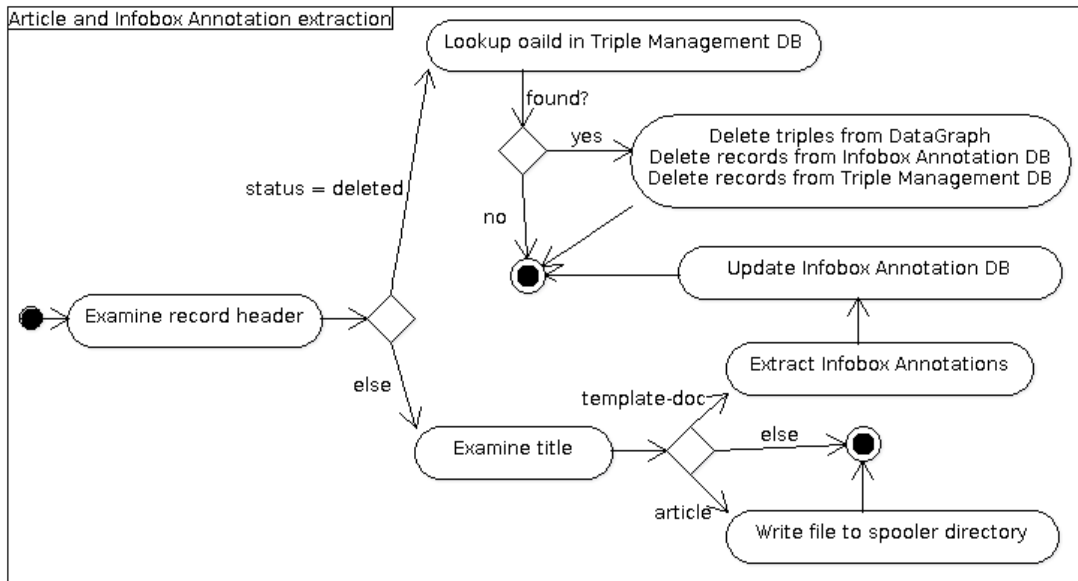 Article and Infobox Annotation extraction
Lookup oaiId in Triple Management DB
found?
yes
Delete triples from DataGraph
Delete records from Infobox Annotation DB
Delete records from Triple Management DB
status = deleted
no
Update Infobox Annotation DB
Examine record header
Extract Infobox Annotations
else
template-doc
else
Examine title
article
Write file to spooler directory